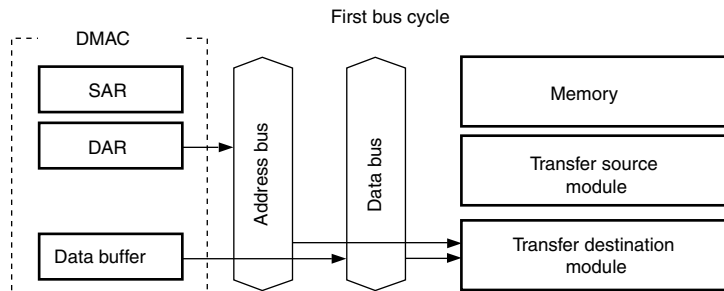 First bus cycle
DMAC
SAR
DAR
Data buffer
Address bus
Data bus
Memory
Transfer source
module
Transfer destination
module